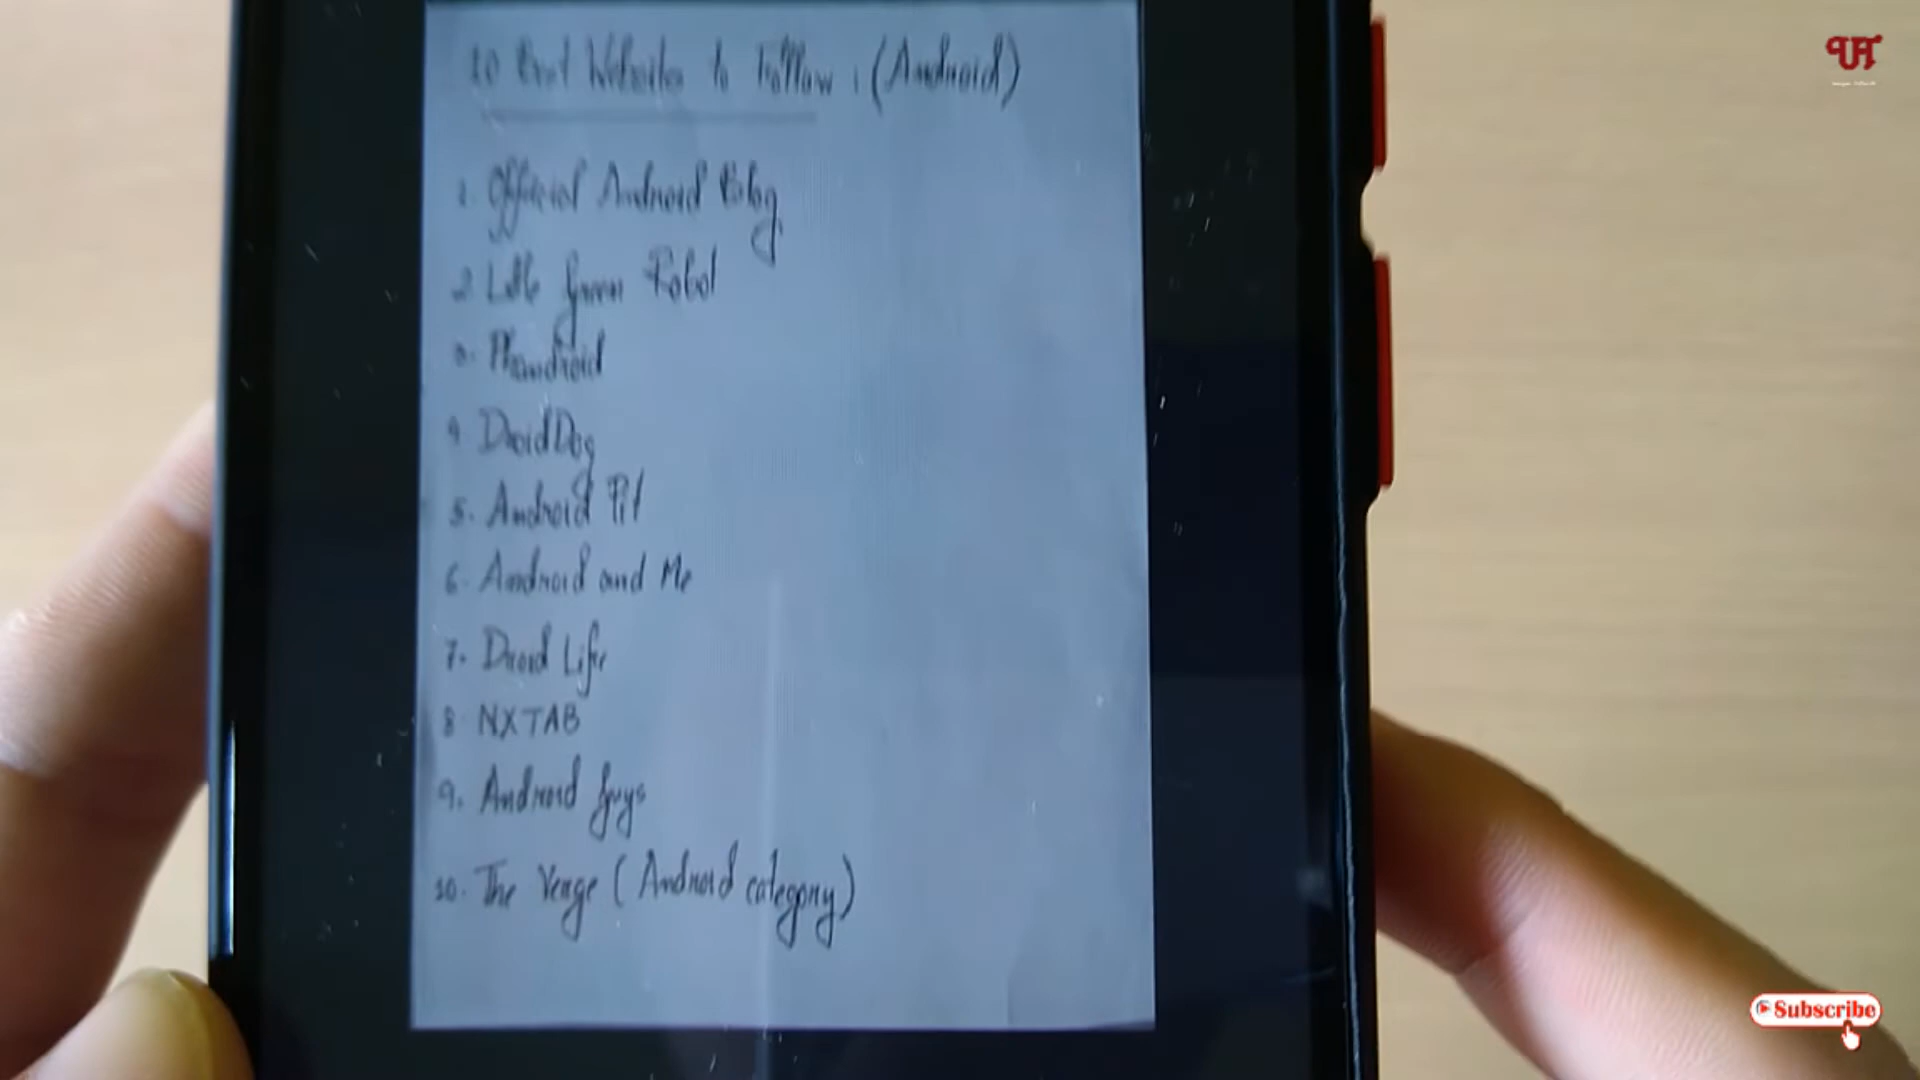 10 Best Websites to Follow : (Android)
1. Official Android Blog
2. Little Green Robot
3. Phandroid
4. DroidDog
5. Android Pit
6. Android and Me
7. Droid Life
8 NXTAB
9. Android Guys
10. The Verge (Android category)
Subscribe